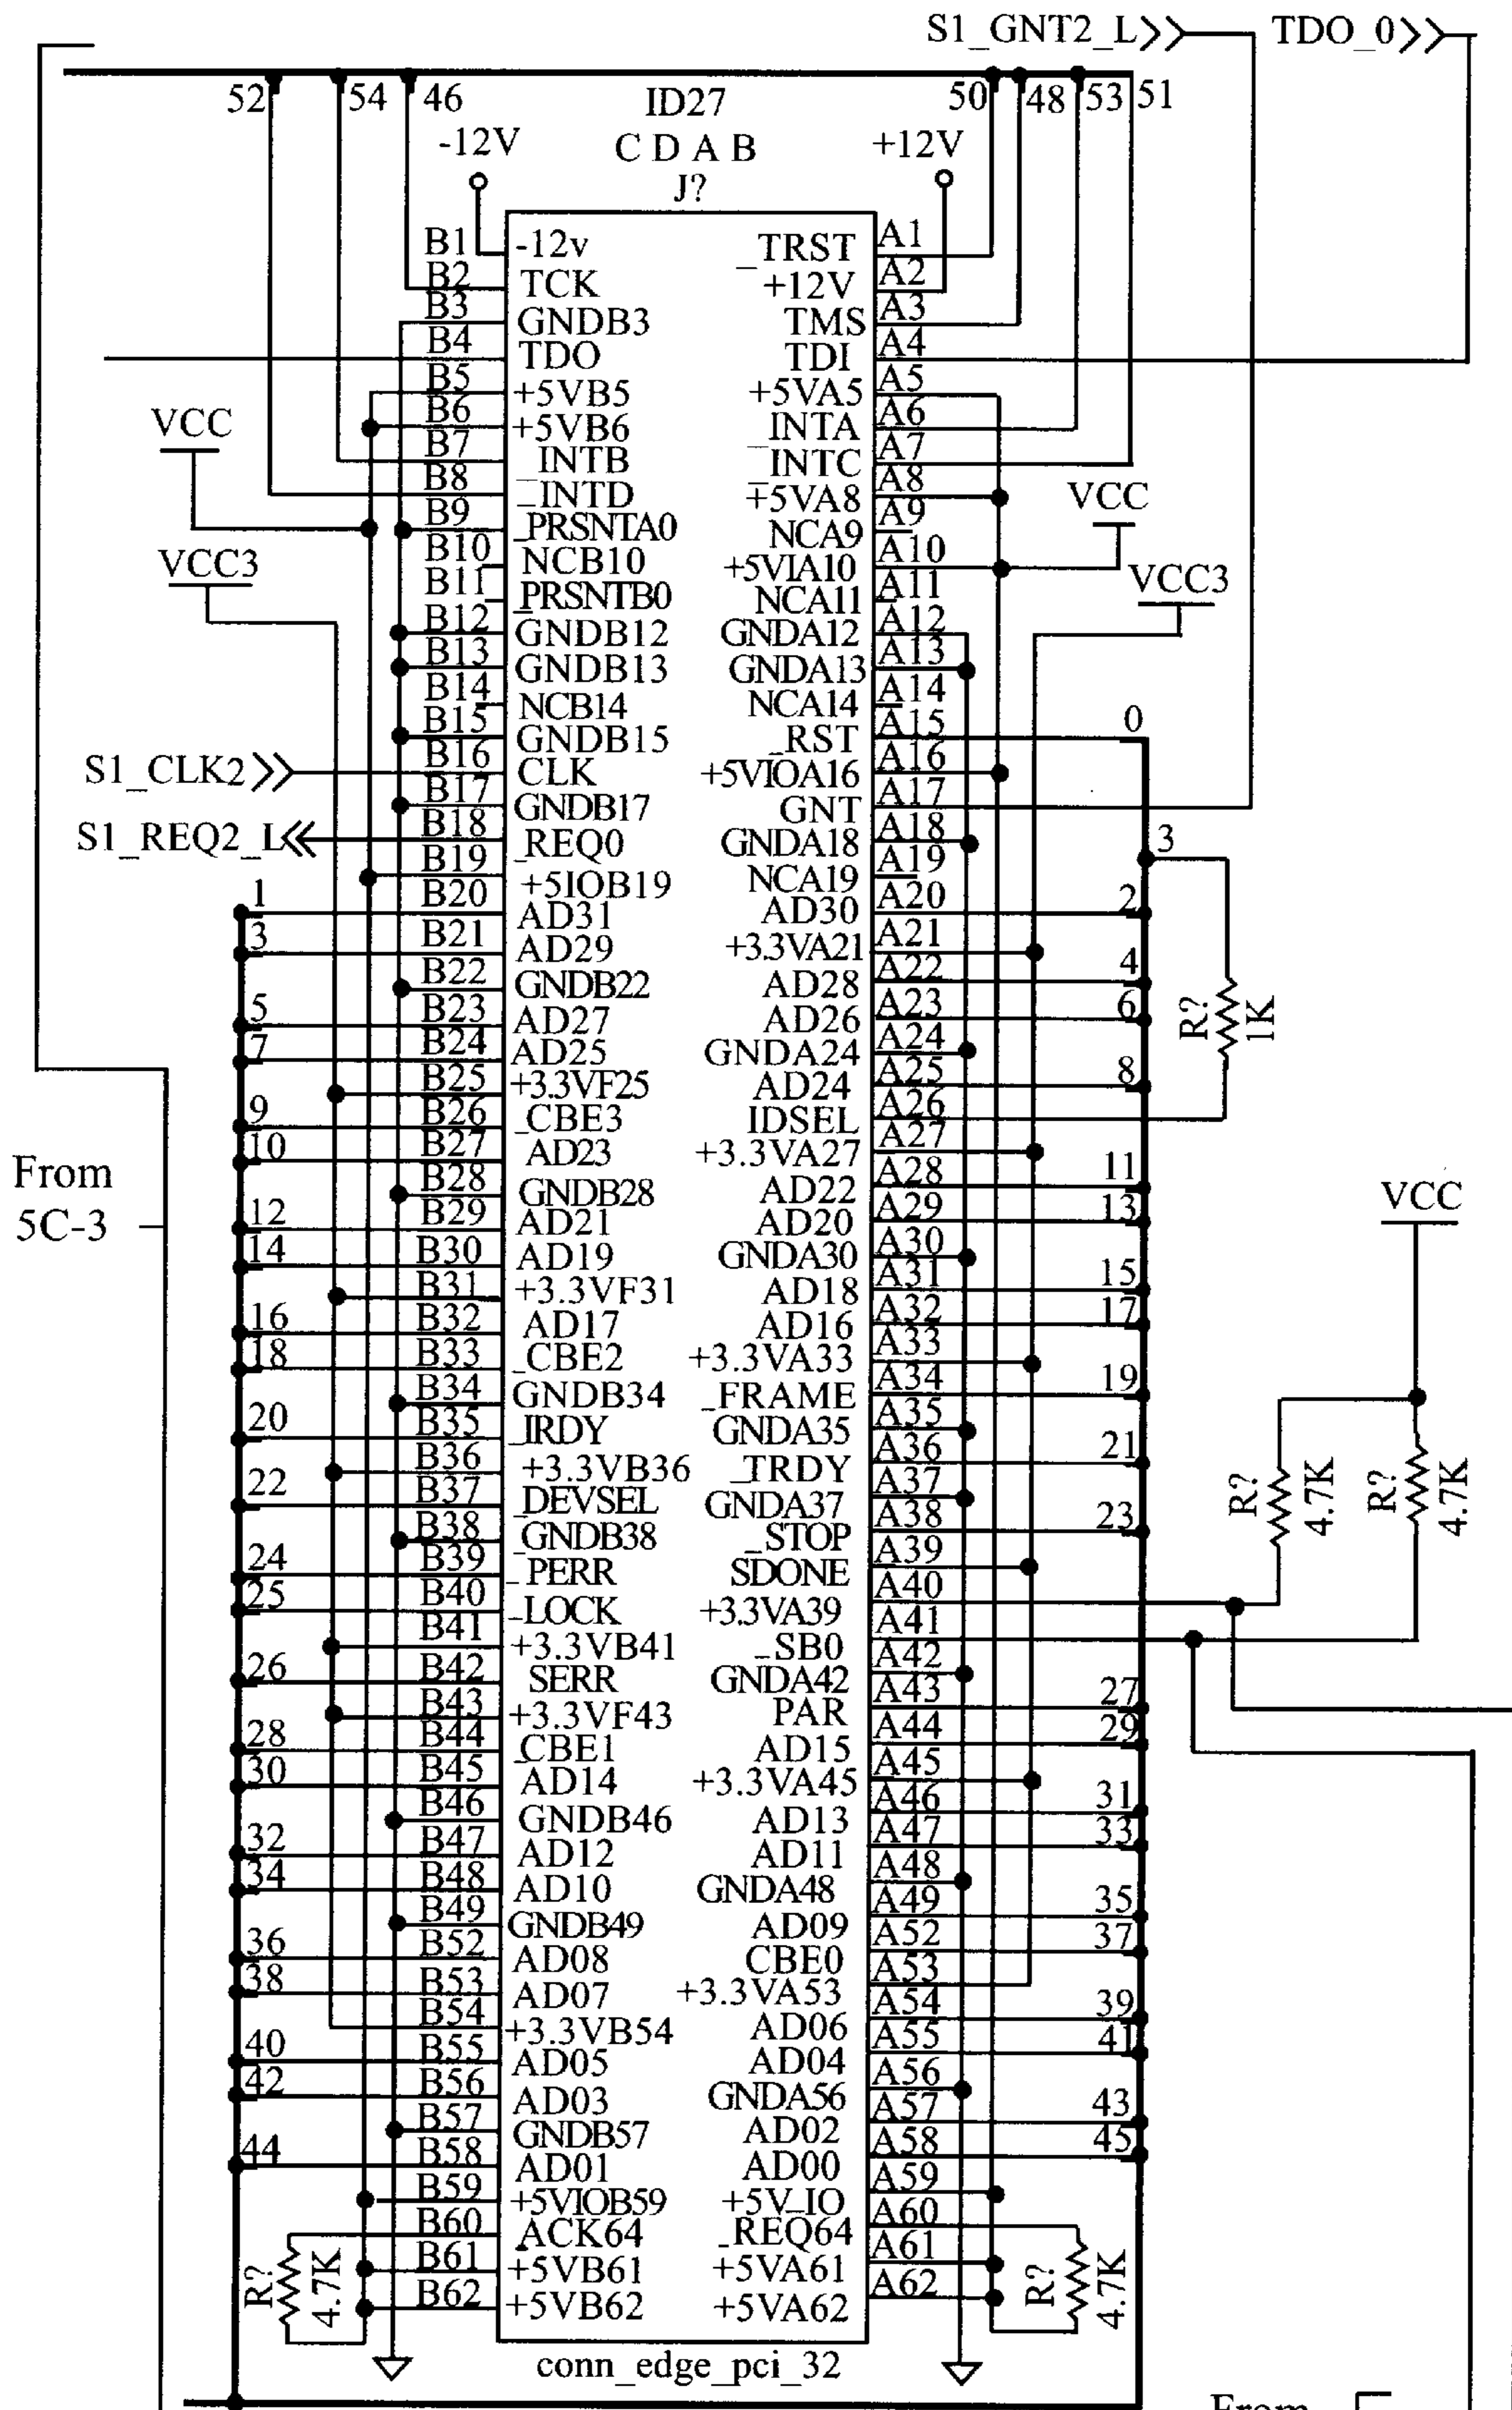 S1_GNT2_L TDO_0
52 54 46 ID27 50 48 53 51
-12V C D A B +12V
J?
B1 -12v _TRST A1
B2 TCK +12V A2
B3 GNDB3 TMS A3
B4 TDO TDI A4
B5 +5VB5 +5VA5 A5
VCC B6 +5VB6 _INTA A6
B7 _INTB _INTC A7
B8 _INTD +5VA8 A8 VCC
B9 _PRSNTA0 NCA9 A9
VCC3 B10 NCB10 +5VIA10 A10 VCC3
B11 _PRSNTB0 NCA11 A11
B12 GNDB12 GNDA12 A12
B13 GNDB13 GNDA13 A13
B14 NCB14 NCA14 A14
B15 GNDB15 _RST A15 0
S1_CLK2 B16 CLK +5VIOA16 A16
B17 GNDB17 GNT A17
S1_REQ2_L B18 _REQ0 GNDA18 A18 3
B19 +5IOB19 NCA19 A19
1 B20 AD31 AD30 A20 2
3 B21 AD29 +3.3VA21 A21
B22 GNDB22 AD28 A22 4
5 B23 AD27 AD26 A23 6 R? 1K
7 B24 AD25 GNDA24 A24
B25 +3.3VF25 AD24 A25 8
9 B26 _CBE3 IDSEL A26
10 B27 AD23 +3.3VA27 A27
From B28 GNDB28 AD22 A28 11 VCC
5C-3 12 B29 AD21 AD20 A29 13
14 B30 AD19 GNDA30 A30
B31 +3.3VF31 AD18 A31 15
16 B32 AD17 AD16 A32 17
18 B33 _CBE2 +3.3VA33 A33
B34 GNDB34 _FRAME A34 19
20 B35 _IRDY GNDA35 A35
B36 +3.3VB36 _TRDY A36 21
22 B37 _DEVSEL GNDA37 A37 R? 4.7K R? 4.7K
B38 GNDB38 _STOP A38 23
24 B39 _PERR SDONE A39
25 B40 _LOCK +3.3VA39 A40
B41 +3.3VB41 _SB0 A41
26 B42 SERR GNDA42 A42
B43 +3.3VF43 PAR A43 27
28 B44 _CBE1 AD15 A44 29
30 B45 AD14 +3.3VA45 A45
B46 GNDB46 AD13 A46 31
32 B47 AD12 AD11 A47 33
34 B48 AD10 GNDA48 A48
B49 GNDB49 AD09 A49 35
36 B52 AD08 CBE0 A52 37
38 B53 AD07 +3.3VA53 A53
B54 +3.3VB54 AD06 A54 39
40 B55 AD05 AD04 A55 41
42 B56 AD03 GNDA56 A56
B57 GNDB57 AD02 A57 43
44 B58 AD01 AD00 A58 45
B59 +5VIOB59 +5V_IO A59
B60 ACK64 _REQ64 A60
R? 4.7K B61 +5VB61 +5VA61 A61 R? 4.7K
B62 +5VB62 +5VA62 A62
conn_edge_pci_32
From